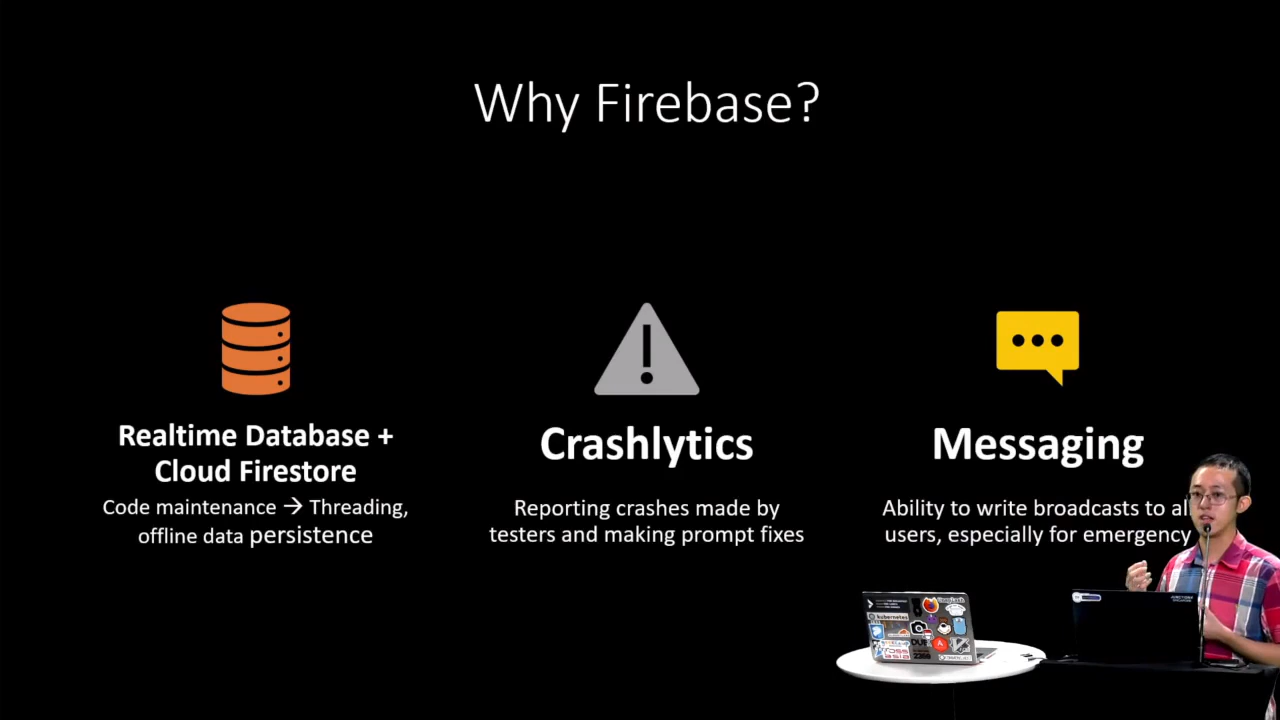 Why Firebase?
Realtime Database +
Cloud Firestore
Code maintenance → Threading,
offline data persistence
Crashlytics
Reporting crashes made by
testers and making prompt fixes
Messaging
Ability to write broadcasts to al
users, especially for emergency
kubernetes